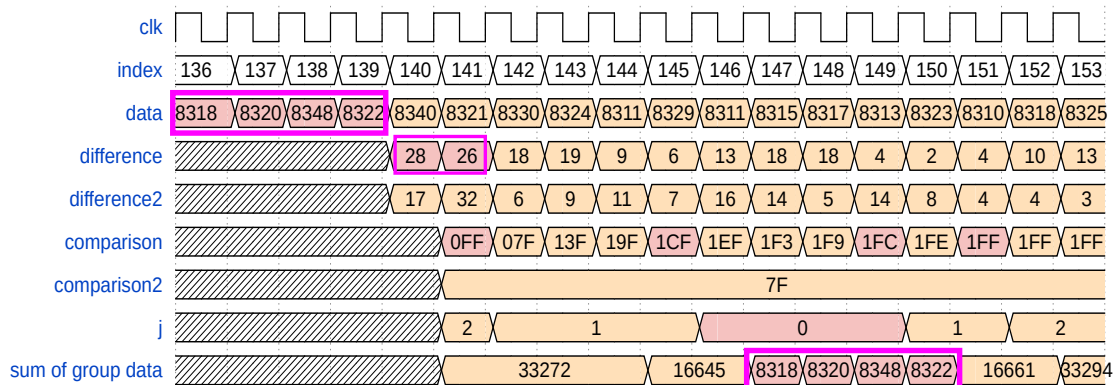 clk
index 136 137 138 139 140 141 142 143 144 145 146 147 148 149 150 151 152 153
data 8318 8320 8348 8322 8340 8321 8330 8324 8311 8329 8311 8315 8317 8313 8323 8310 8318 8325
difference 28 26 18 19 9 6 13 18 18 4 2 4 10 13
difference2 17 32 6 9 11 7 16 14 5 14 8 4 4 3
comparison 0FF 07F 13F 19F 1CF 1EF 1F3 1F9 1FC 1FE 1FF 1FF 1FF
comparison2 7F
j 2 1 0 1 2
sum of group data 33272 16645 8318 8320 8348 8322 16661 33294